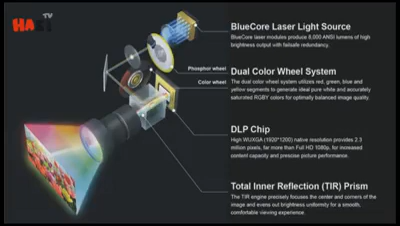 HABI TV
BlueCore Laser Light Source
BlueCore laser modules produce 6,000 ANSI lumens of high
brightness output with failsafe redundancy.
Phosphor wheel
Color wheel
Dual Color Wheel System
The dual color wheel system utilizes red, green, blue and
yellow segments to generate ideal pure white and accurately
saturated RGBY colors for optimally balanced image quality.
DLP Chip
High WUXGA (1920*1200) native resolution provides 2.3
million pixels, far more than Full HD 1080p, for increased
content capacity and precise picture performance.
Total Inner Reflection (TIR) Prism
The TIR engine precisely focuses the center and corners of the
image and evens out brightness uniformity for a smooth,
comfortable viewing experience.